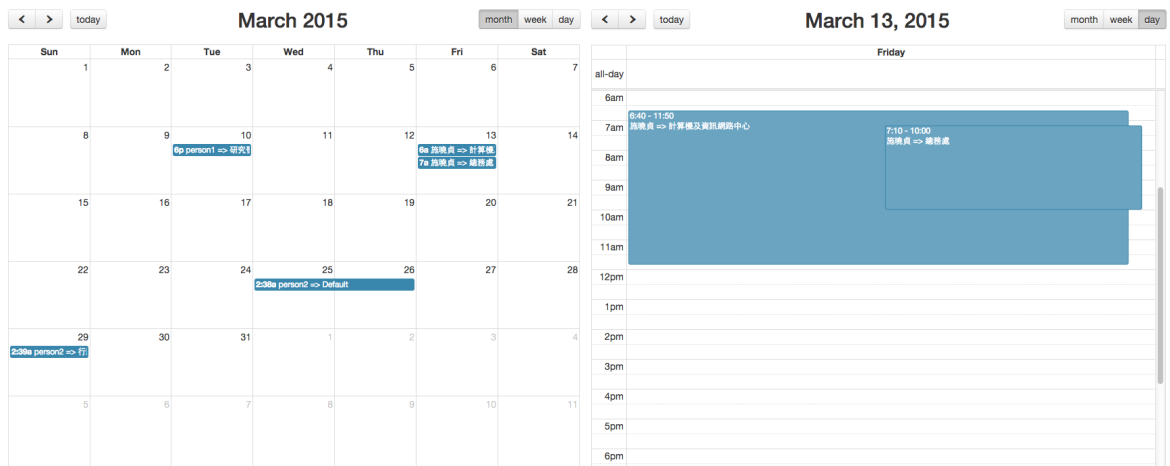 today
March 2015
month week day
Sun Mon Tue Wed Thu Fri Sat
1 2 3 4 5 6 7
8 9 10 11 12 13 14
6p person1 => 研究
6a 施曉貞 => 計算機
7a 施曉貞 => 總務處
15 16 17 18 19 20 21
22 23 24 25 26 27 28
2:38a person2 => Default
29 30 31 1 2 3 4
2:39a person2 => 行
5 6 7 8 9 10 11
today
March 13, 2015
month week day
Friday
all-day
6am
6:40 - 11:50
施曉貞 => 計算機及資訊網路中心
7am
7:10 - 10:00
施曉貞 => 總務處
8am
9am
10am
11am
12pm
1pm
2pm
3pm
4pm
5pm
6pm